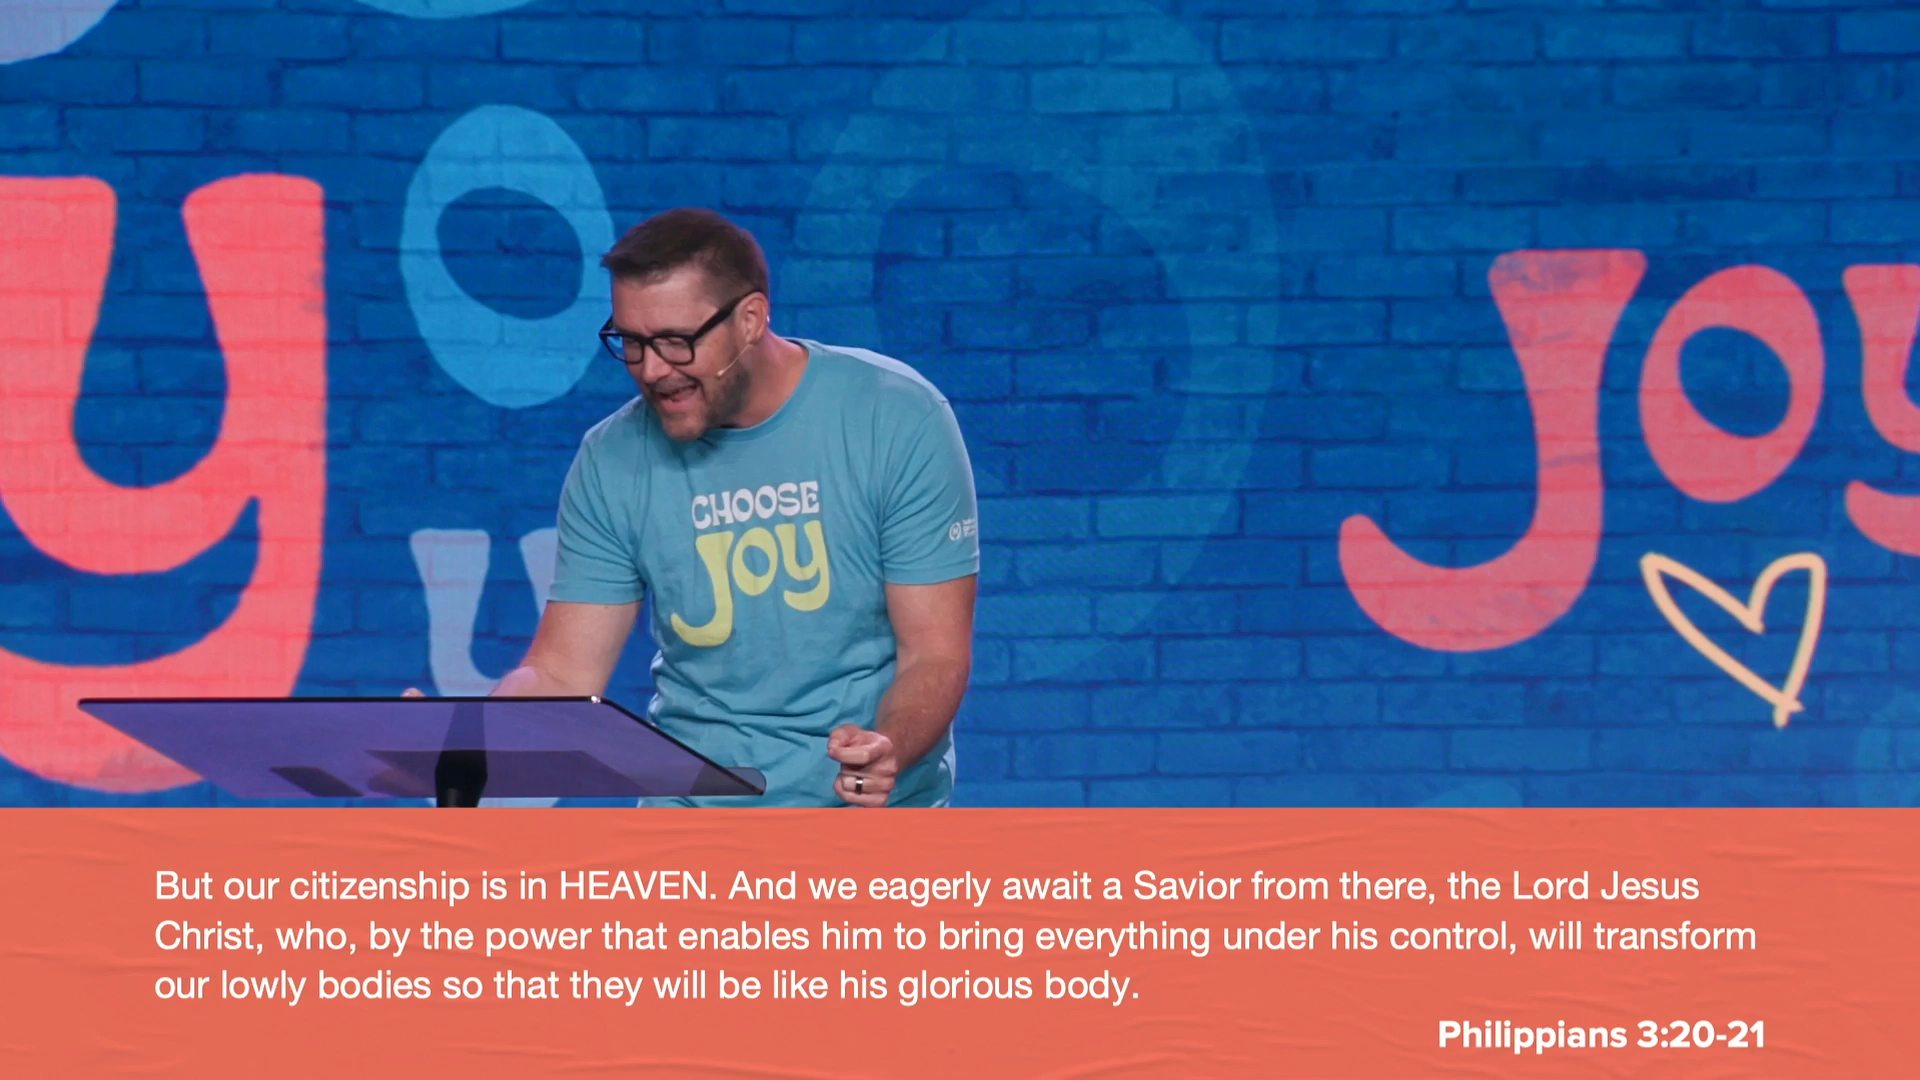 y
Joy
CHOOSE
Joy
But our citizenship is in HEAVEN. And we eagerly await a Savior from there, the Lord Jesus
Christ, who, by the power that enables him to bring everything under his control, will transform
our lowly bodies so that they will be like his glorious body.
Philippians 3:20-21